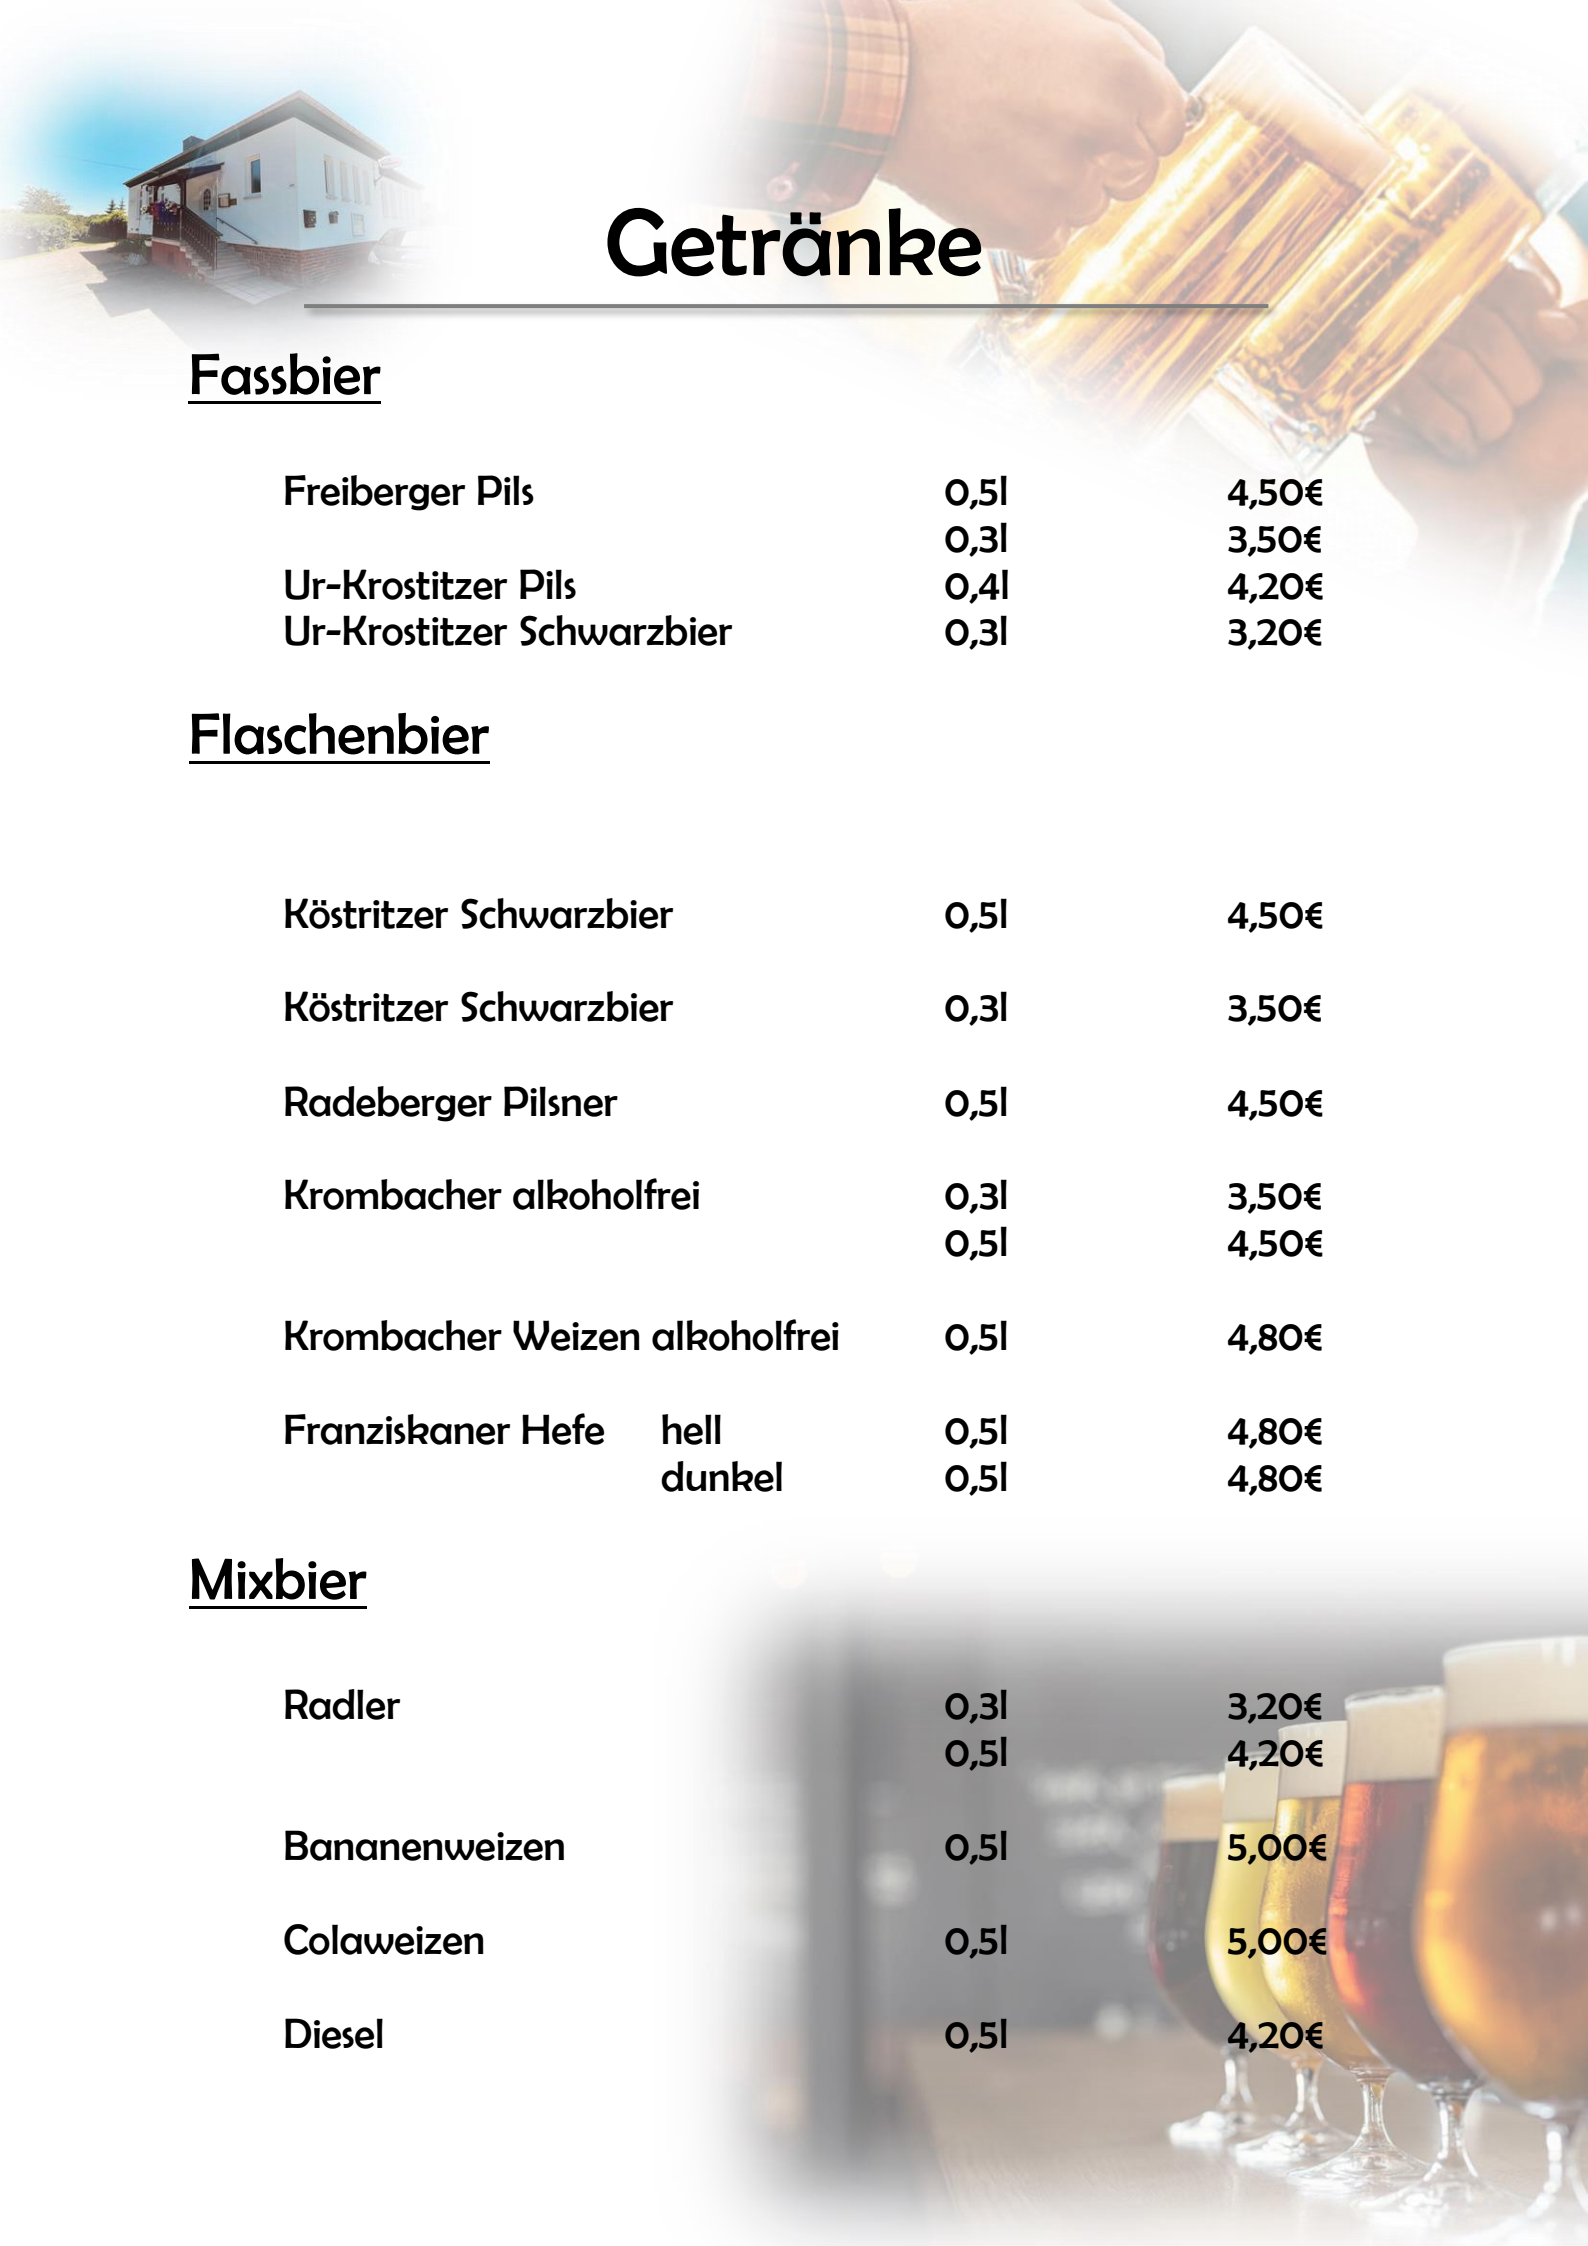 Getränke
Fassbier
Freiberger Pils 0,5l 4,50€
0,3l 3,50€
Ur-Krostitzer Pils 0,4l 4,20€
Ur-Krostitzer Schwarzbier 0,3l 3,20€
Flaschenbier
Köstritzer Schwarzbier 0,5l 4,50€
Köstritzer Schwarzbier 0,3l 3,50€
Radeberger Pilsner 0,5l 4,50€
Krombacher alkoholfrei 0,3l 3,50€
0,5l 4,50€
Krombacher Weizen alkoholfrei 0,5l 4,80€
Franziskaner Hefe hell 0,5l 4,80€
dunkel 0,5l 4,80€
Mixbier
Radler 0,3l 3,20€
0,5l 4,20€
Bananenweizen 0,5l 5,00€
Colaweizen 0,5l 5,00€
Diesel 0,5l 4,20€